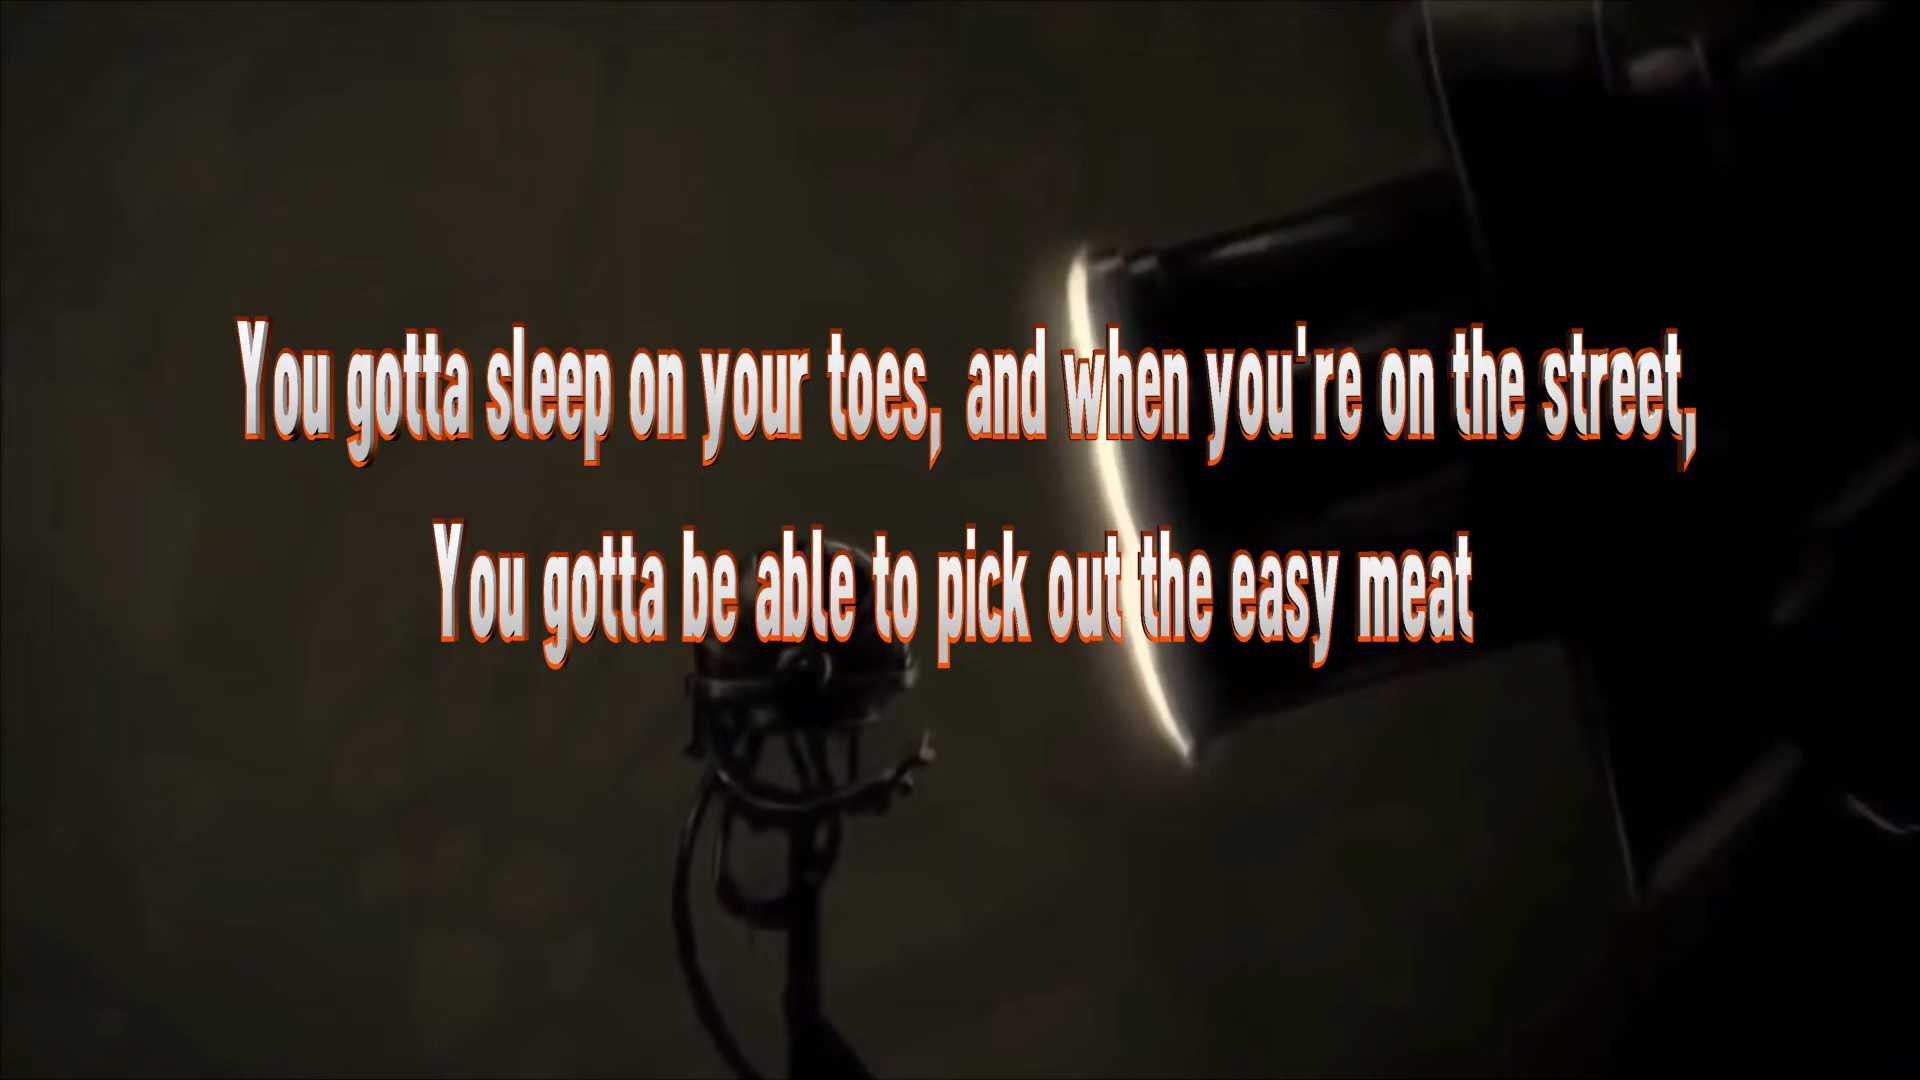 You gotta sleep on your toes, and when you're on the street,
You gotta be able to pick out the easy meat